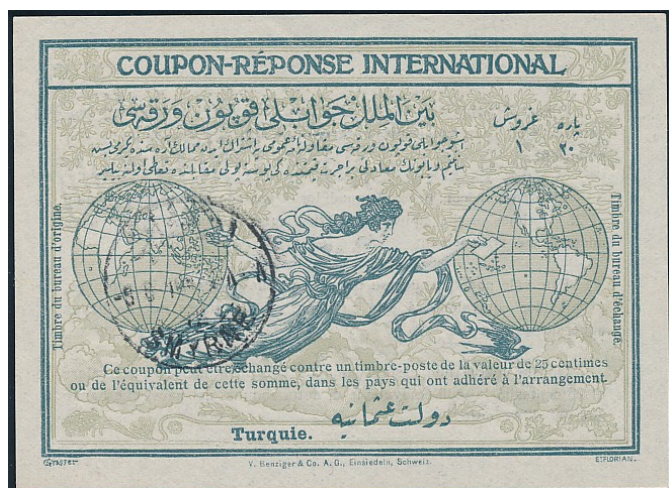 COUPON-RÉPONSE INTERNATIONAL
بين الملل جوابلى قوپون ورقه سى
پاره غروش
٢٠ ١
Timbre du bureau d'origine.
Timbre du bureau d'échange.
SMYRNE
Ce coupon peut être échangé contre un timbre-poste de la valeur de 25 centimes
ou de l'équivalent de cette somme, dans les pays qui ont adhéré à l'arrangement.
دولت عثمانيه
Turquie.
V. Benziger & Co. A. G., Einsiedeln, Schweiz.
E. FLORIAN.